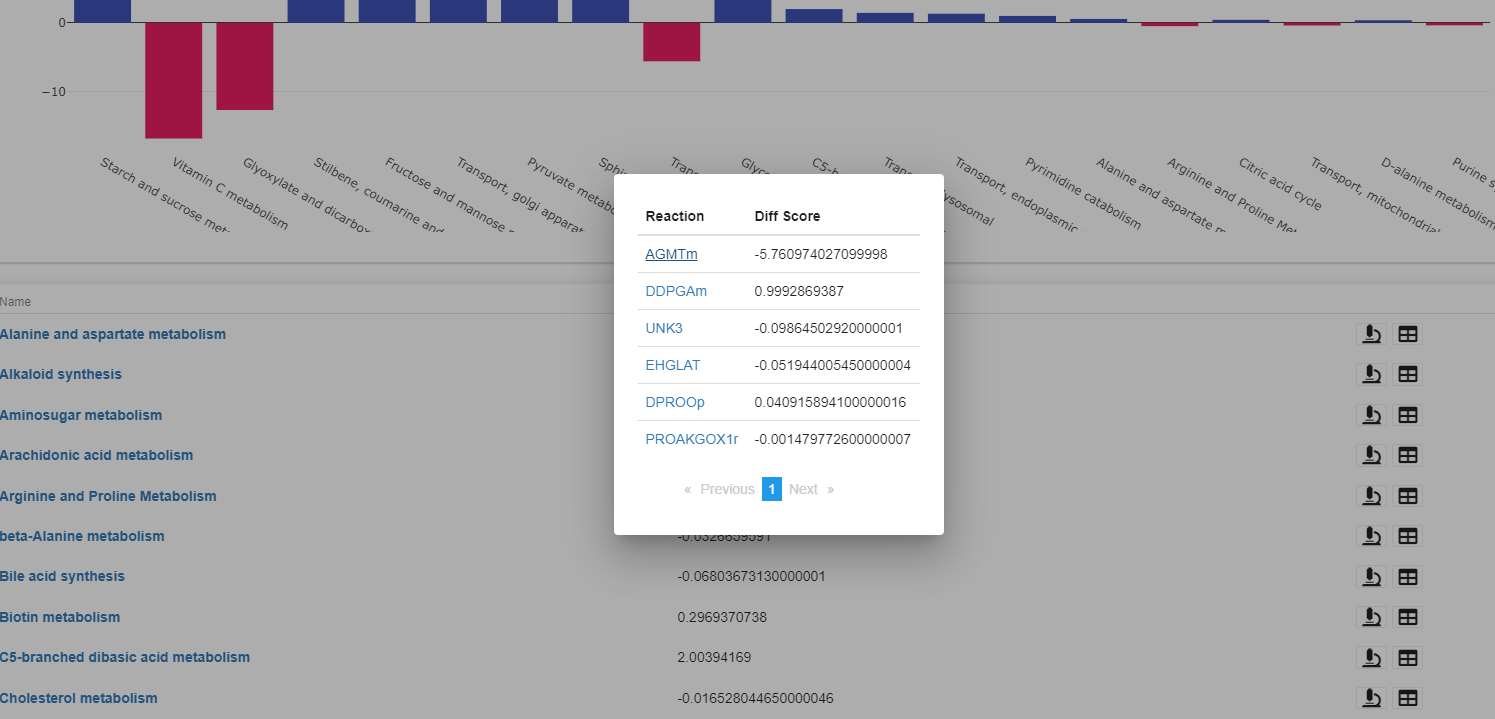 0
−10
Starch and sucrose met
Vitamin C metabolism
Glyoxylate and dicarbox
Stilbene, coumarine and
Fructose and mannose
Transport, golgi apparat
Pyruvate metabo
Sphi
Trans
Glyco
C5-b
Trans lysosomal
Transport, endoplasmic
Pyrimidine catabolism
Alanine and aspartate m
Arginine and Proline Met
Citric acid cycle
Transport, mitochondrial
D-alanine metabolism
Purine s
Reaction Diff Score
AGMTm -5.760974027099998
DDPGAm 0.9992869387
UNK3 -0.09864502920000001
EHGLAT -0.051944005450000004
DPROOp 0.040915894100000016
PROAKGOX1r -0.001479772600000007
« Previous 1 Next »
Name
Alanine and aspartate metabolism
Alkaloid synthesis
Aminosugar metabolism
Arachidonic acid metabolism
Arginine and Proline Metabolism
beta-Alanine metabolism -0.0326659591
Bile acid synthesis -0.06803673130000001
Biotin metabolism 0.2969370738
C5-branched dibasic acid metabolism 2.00394169
Cholesterol metabolism -0.016528044650000046